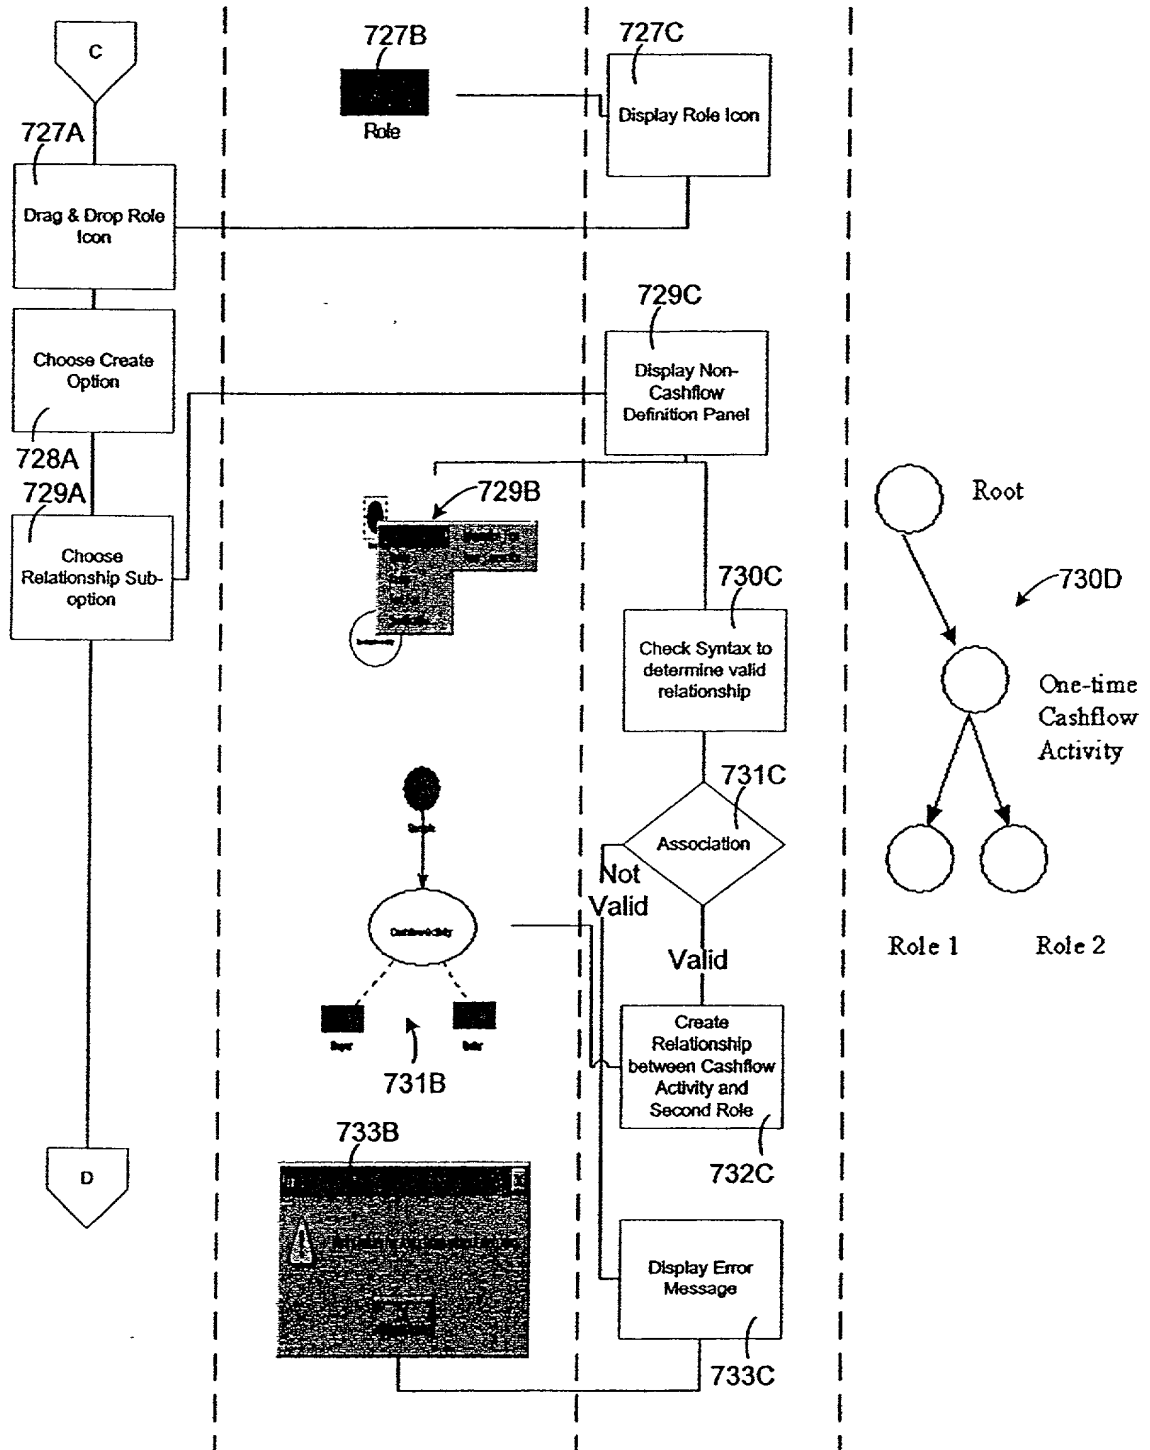 C
727A
Drag & Drop Role
Icon
Choose Create
Option
728A
729A
Choose
Relationship Sub-
option
D
727B
Role
729B
731B
733B
727C
Display Role Icon
729C
Display Non-
Cashflow
Definition Panel
730C
Check Syntax to
determine valid
relationship
731C
Association
Not
Valid
Valid
Create
Relationship
between Cashflow
Activity and
Second Role
732C
Display Error
Message
733C
Root
730D
One-time
Cashflow
Activity
Role 1
Role 2